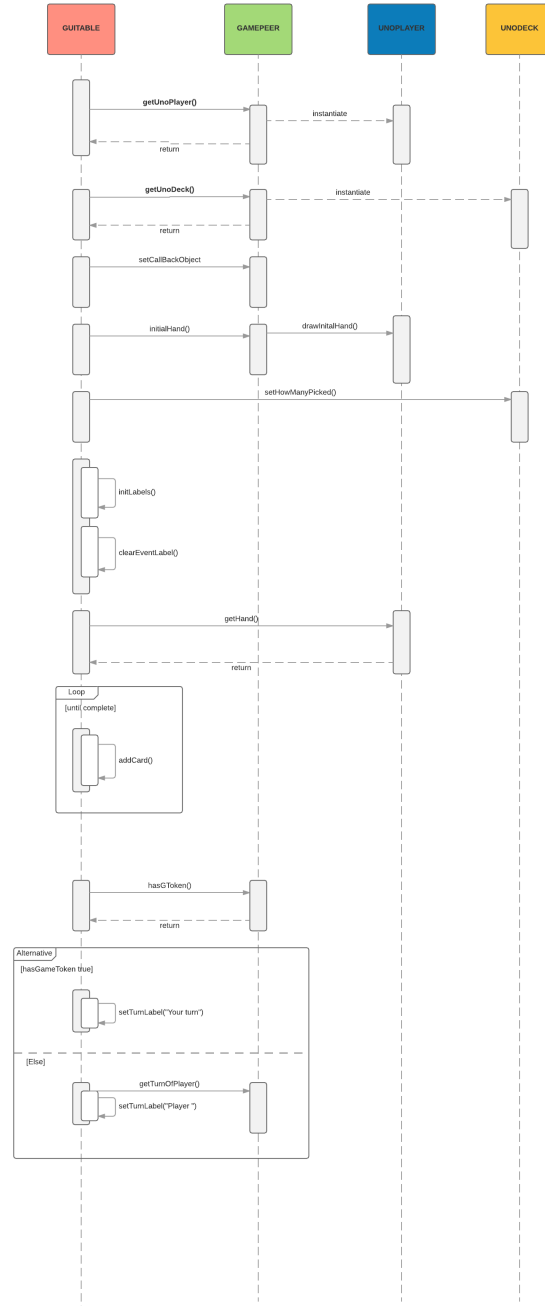 GUITABLE
GAMEPEER
UNOPLAYER
UNODECK
getUnoPlayer()
instantiate
return
getUnoDeck()
instantiate
return
setCallBackObject
initialHand()
drawInitalHand()
setHowManyPicked()
initLabels()
clearEventLabel()
getHand()
return
Loop
[until complete]
addCard()
hasGToken()
return
Alternative
[hasGameToken true]
setTurnLabel("Your turn")
[Else]
getTurnOfPlayer()
setTurnLabel("Player ")